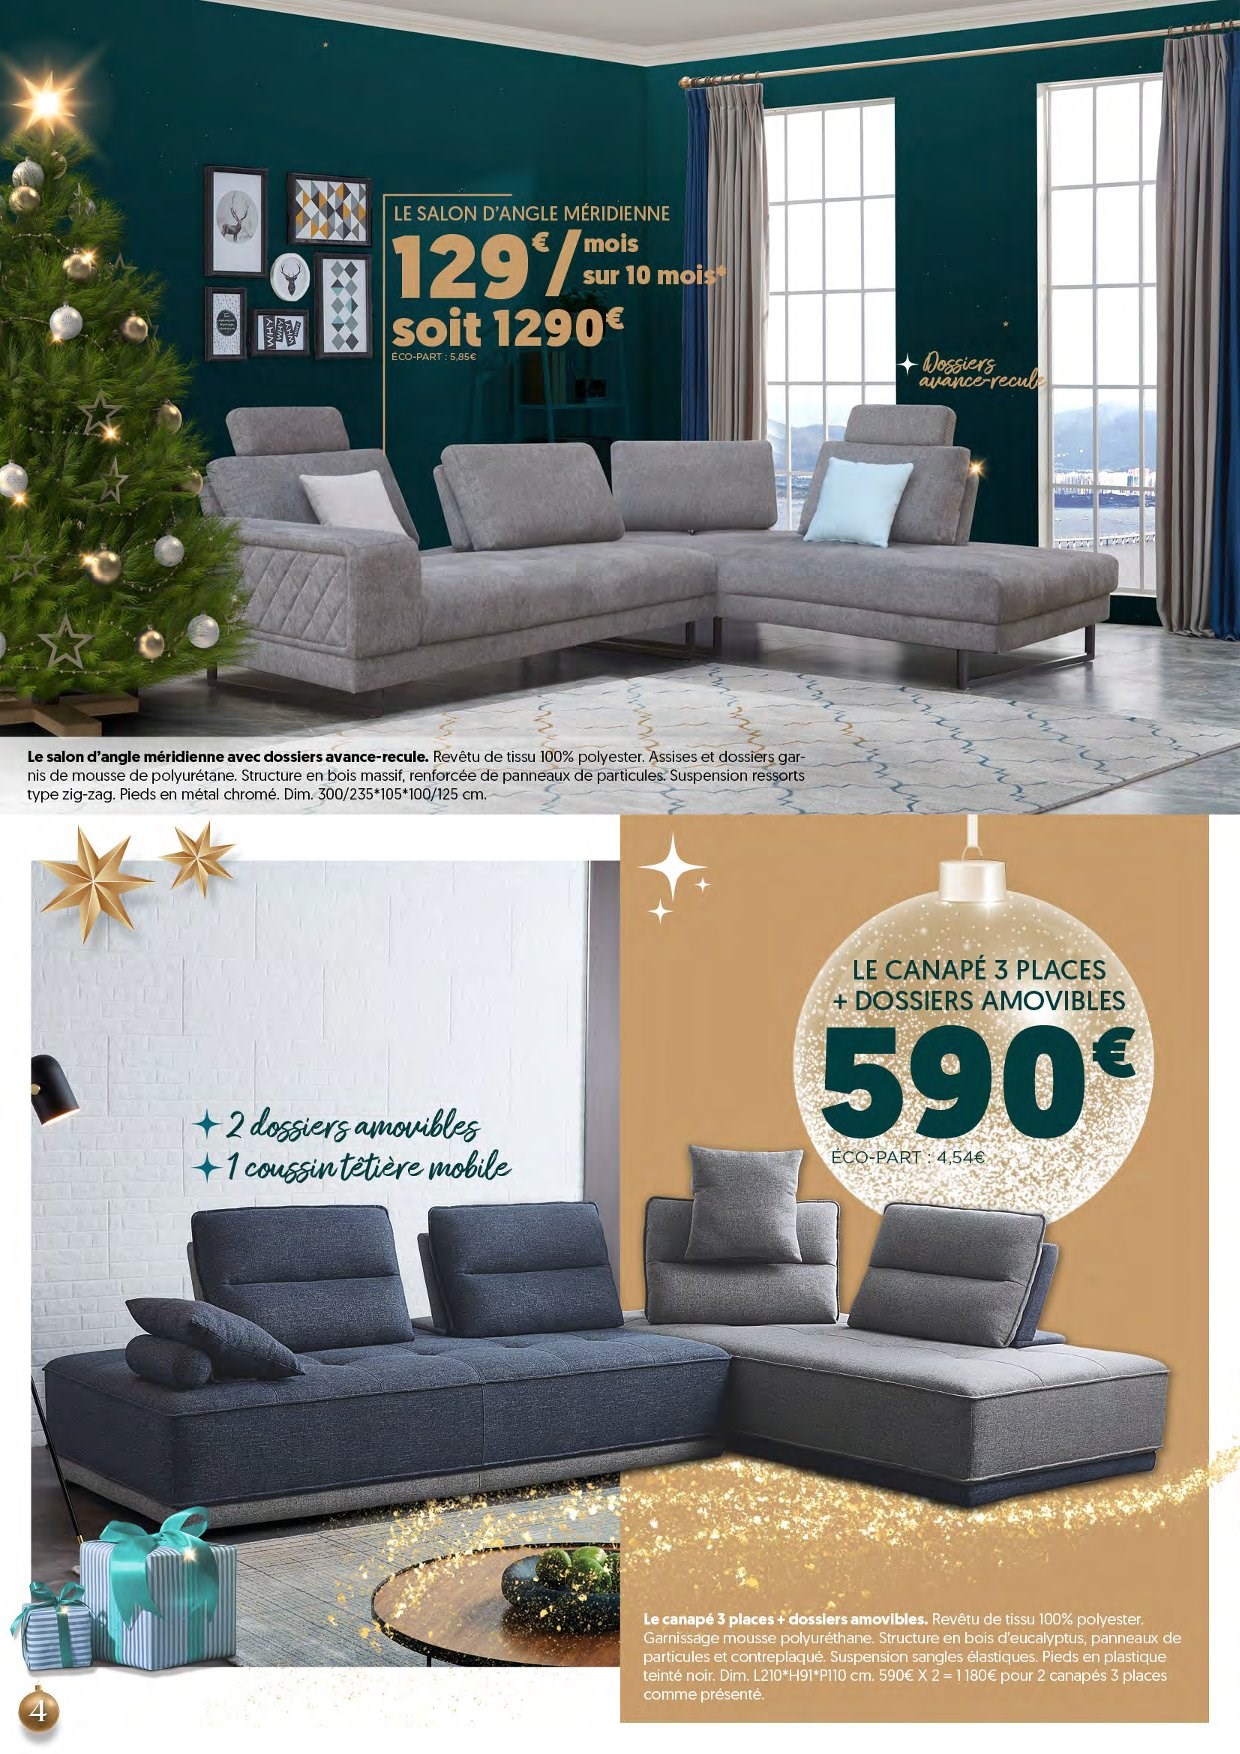 LE SALON D'ANGLE MÉRIDIENNE
129€/mois
sur 10 mois*
soit 1290€
ÉCO-PART : 5,85€
WHY
WHY
WHY
Dossiers
avance-recule
Le salon d'angle méridienne avec dossiers avance-recule. Revêtu de tissu 100% polyester. Assises et dossiers gar-
nis de mousse de polyurétane. Structure en bois massif, renforcée de panneaux de particules. Suspension ressorts
type zig-zag. Pieds en métal chromé. Dim. 300/235*105*100/125 cm.
LE CANAPÉ 3 PLACES
+ DOSSIERS AMOVIBLES
590€
ÉCO-PART : 4,54€
2 dossiers amovibles
1 coussin têtière mobile
Le canapé 3 places + dossiers amovibles. Revêtu de tissu 100% polyester.
Garnissage mousse polyuréthane. Structure en bois d'eucalyptus, panneaux de
particules et contreplaqué. Suspension sangles élastiques. Pieds en plastique
teinté noir. Dim. L210*H91*P110 cm. 590€ X 2 = 1 180€ pour 2 canapés 3 places
comme présenté.
4